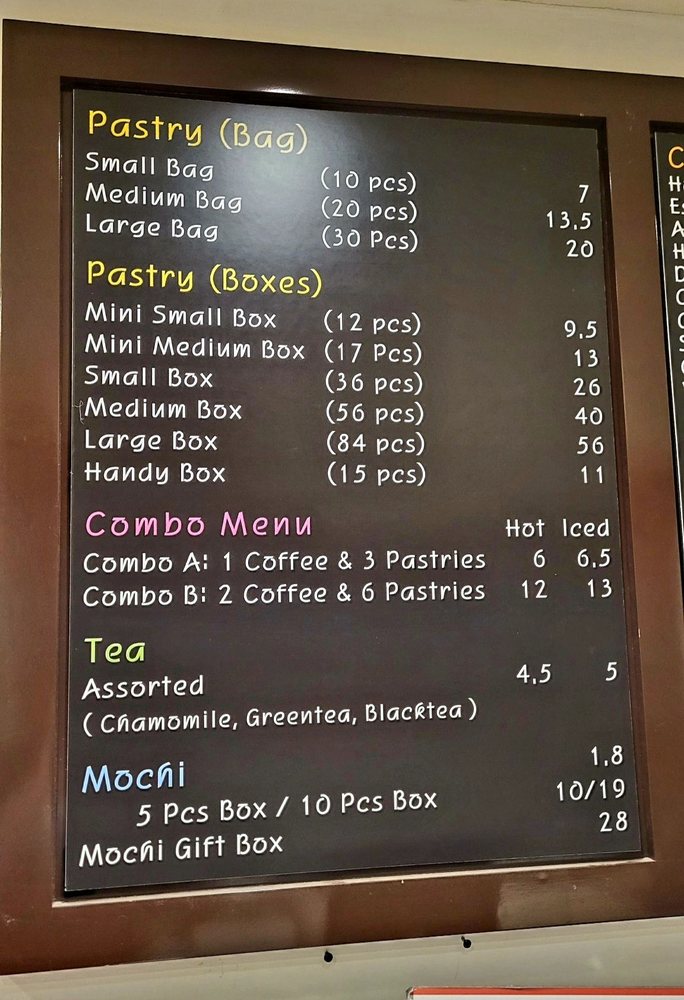 Pastry (Bag)
Small Bag (10 pcs) 7
Medium Bag (20 pcs) 13.5
Large Bag (30 Pcs) 20
Pastry (Boxes)
Mini Small Box (12 pcs) 9.5
Mini Medium Box (17 Pcs) 13
Small Box (36 pcs) 26
Medium Box (56 pcs) 40
Large Box (84 pcs) 56
Handy Box (15 pcs) 11
Combo Menu Hot Iced
Combo A: 1 Coffee & 3 Pastries 6 6.5
Combo B: 2 Coffee & 6 Pastries 12 13
Tea
Assorted 4.5 5
(Chamomile, Greentea, Blacktea)
Mochi 1.8
5 Pcs Box / 10 Pcs Box 10/19
Mochi Gift Box 28